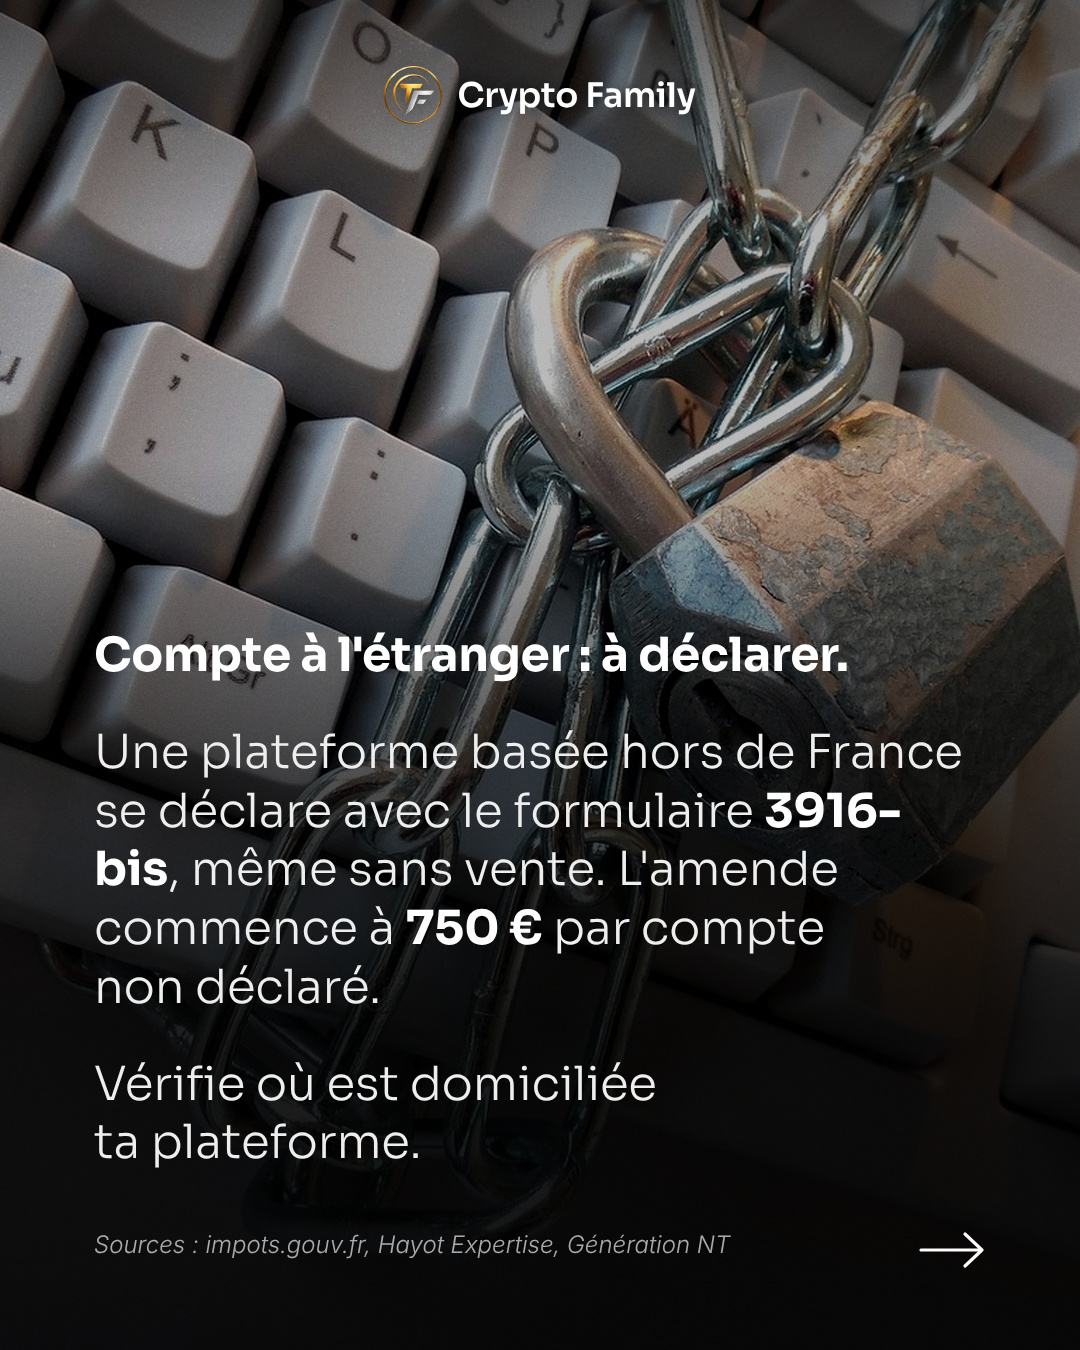 Crypto Family
O
K
P
L
;
,
:
.
Ä
Compte à l'étranger : à déclarer.
Une plateforme basée hors de France
se déclare avec le formulaire 3916-
bis, même sans vente. L'amende
commence à 750 € par compte
non déclaré.
Strg
Vérifie où est domiciliée
ta plateforme.
Sources : impots.gouv.fr, Hayot Expertise, Génération NT